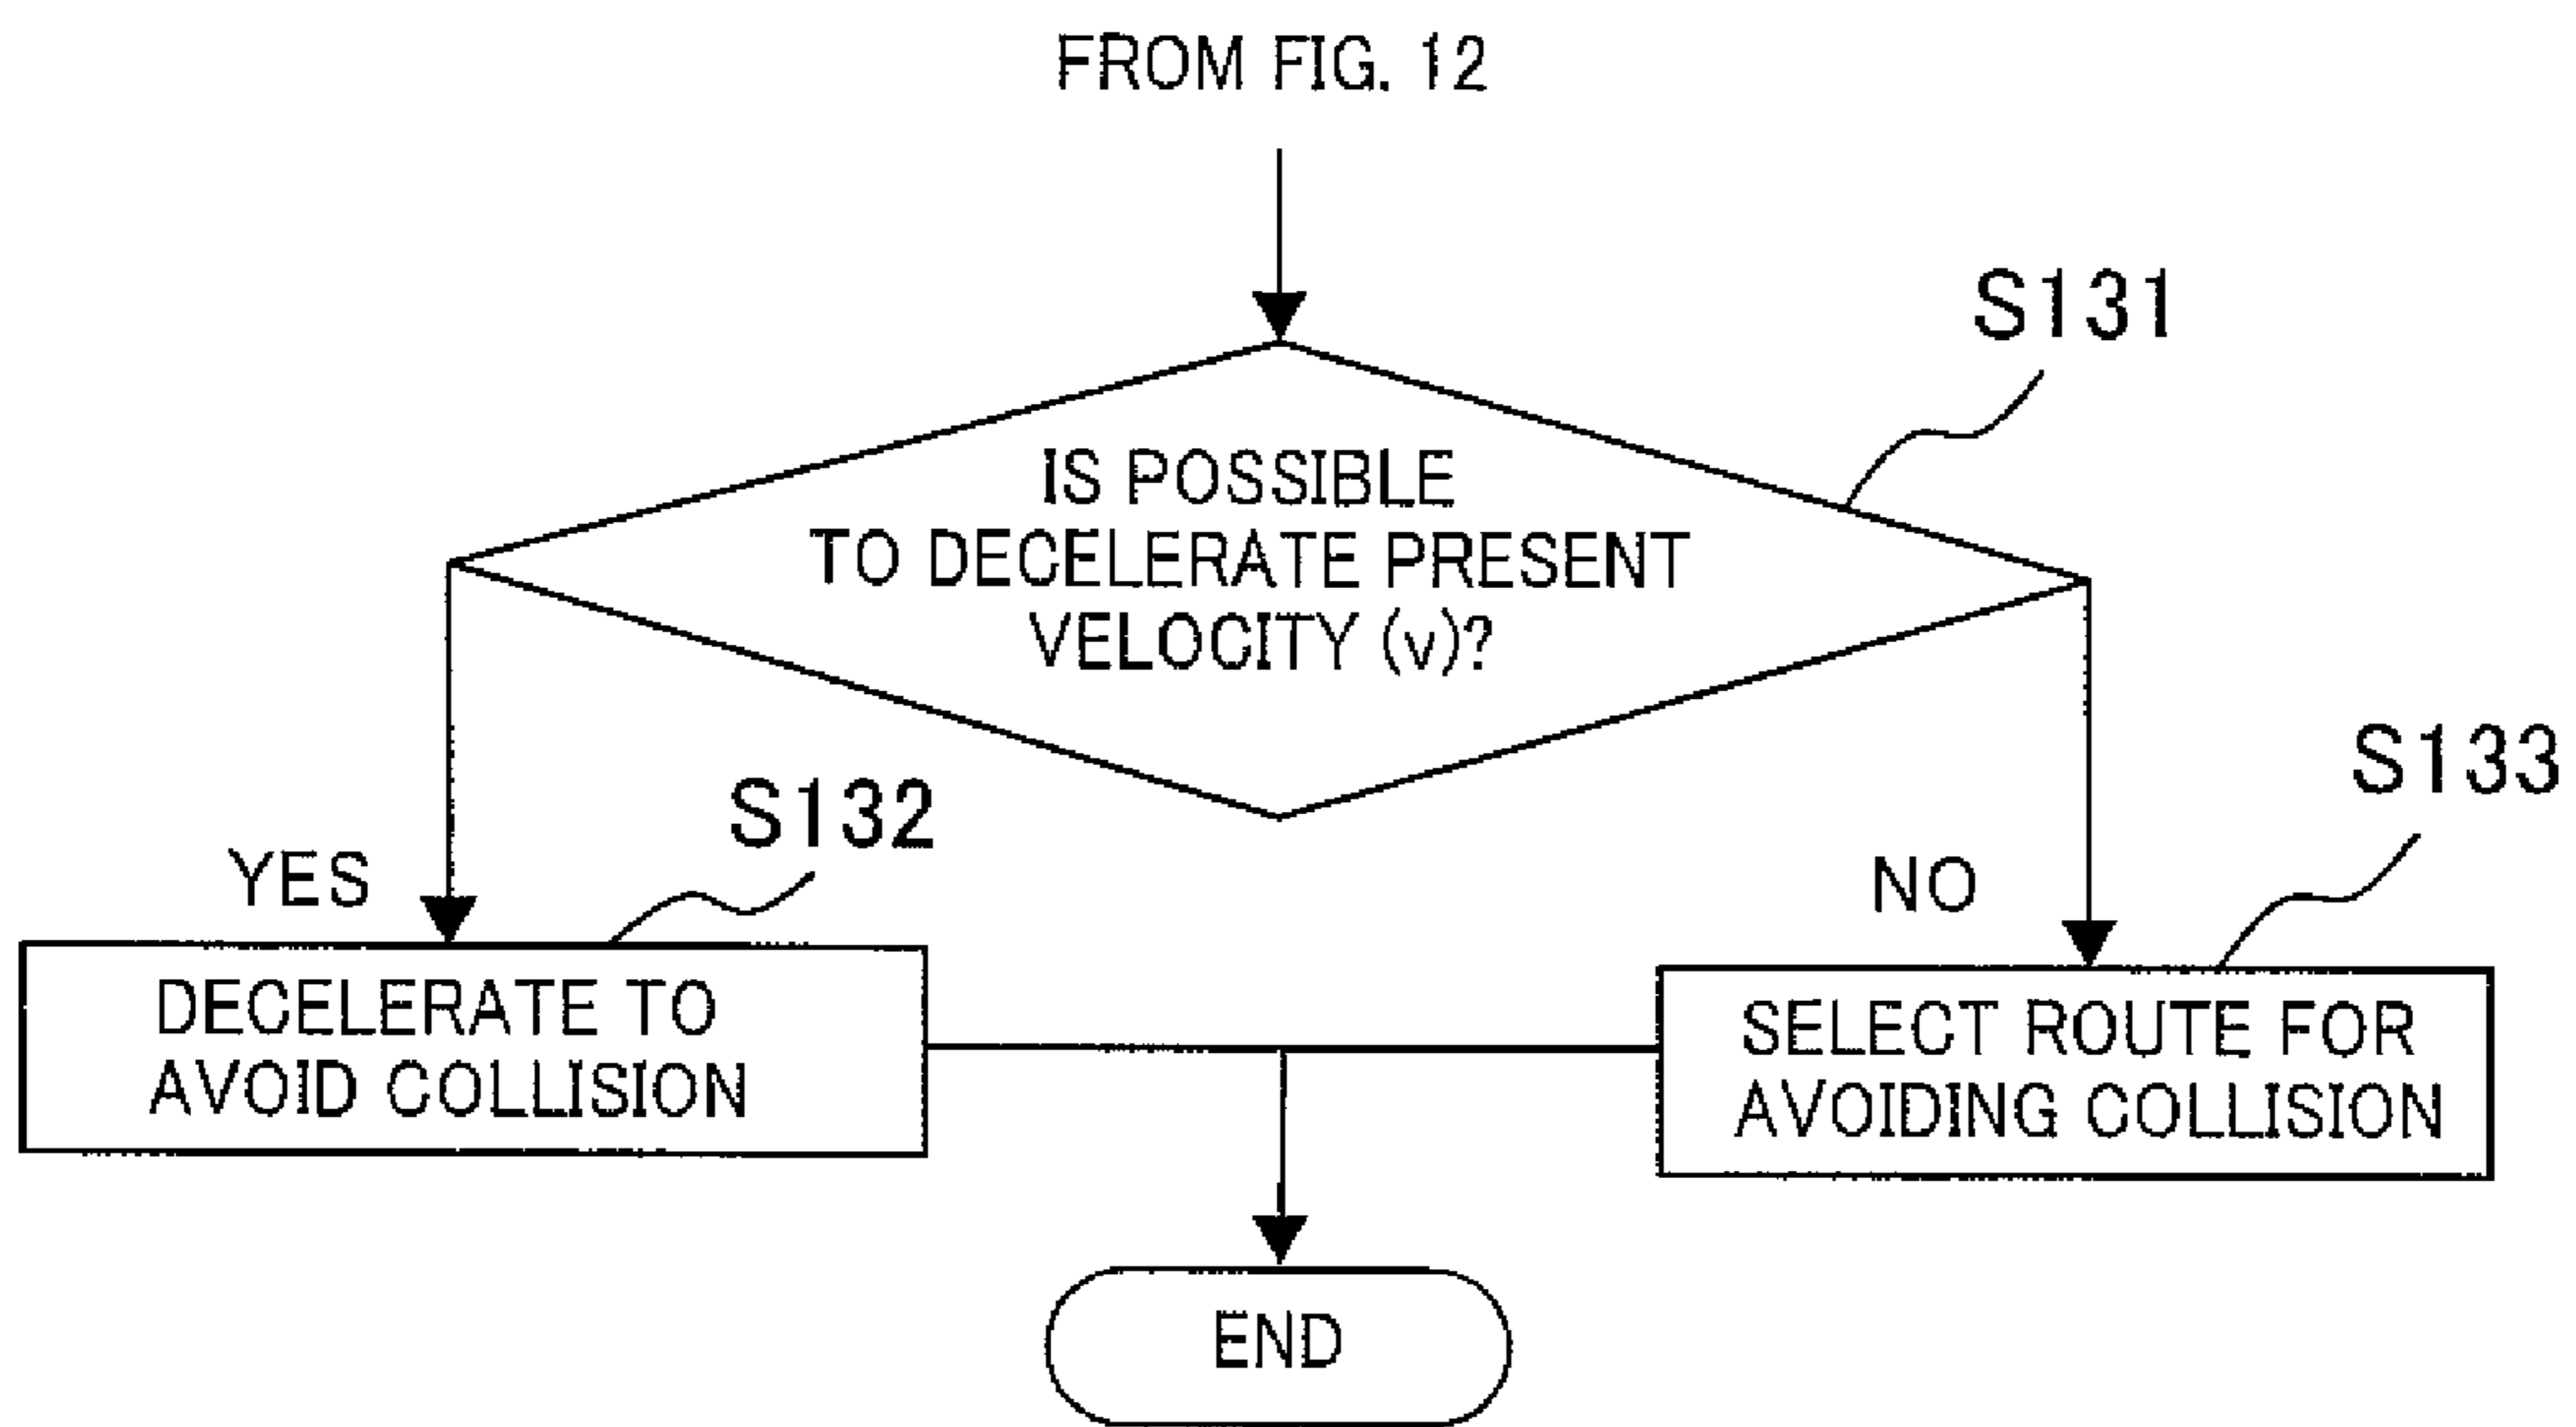 FROM FIG. 12
S131
IS POSSIBLE
TO DECELERATE PRESENT
VELOCITY (v)?
S132
S133
YES
NO
DECELERATE TO
AVOID COLLISION
SELECT ROUTE FOR
AVOIDING COLLISION
END